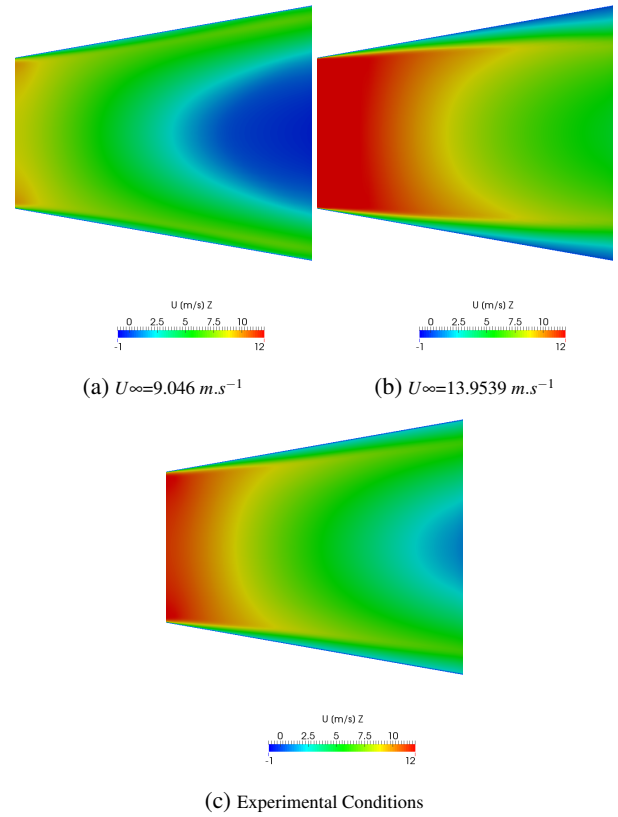 U (m/s) Z
0 2.5 5 7.5 10
-1 12
(a) U∞=9.046 m.s⁻¹
U (m/s) Z
0 2.5 5 7.5 10
-1 12
(b) U∞=13.9539 m.s⁻¹
U (m/s) Z
0 2.5 5 7.5 10
-1 12
(c) Experimental Conditions